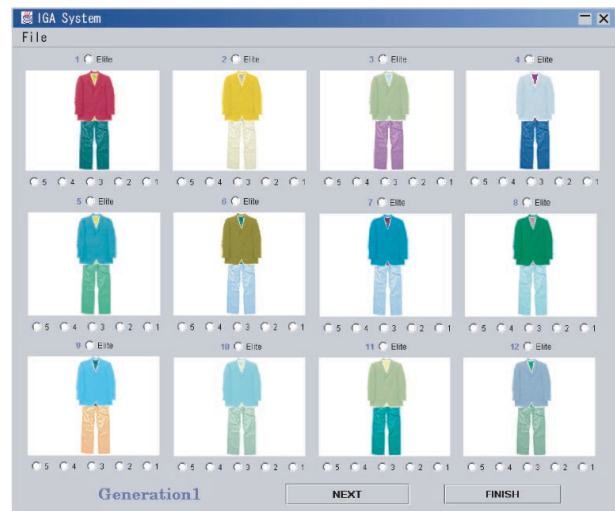 IGA System
File
1 Elite 2 Elite 3 Elite 4 Elite
5 4 3 2 1 5 4 3 2 1 5 4 3 2 1 5 4 3 2 1
5 Elite 6 Elite 7 Elite 8 Elite
5 4 3 2 1 5 4 3 2 1 5 4 3 2 1 5 4 3 2 1
9 Elite 10 Elite 11 Elite 12 Elite
5 4 3 2 1 5 4 3 2 1 5 4 3 2 1 5 4 3 2 1
Generation1 NEXT FINISH